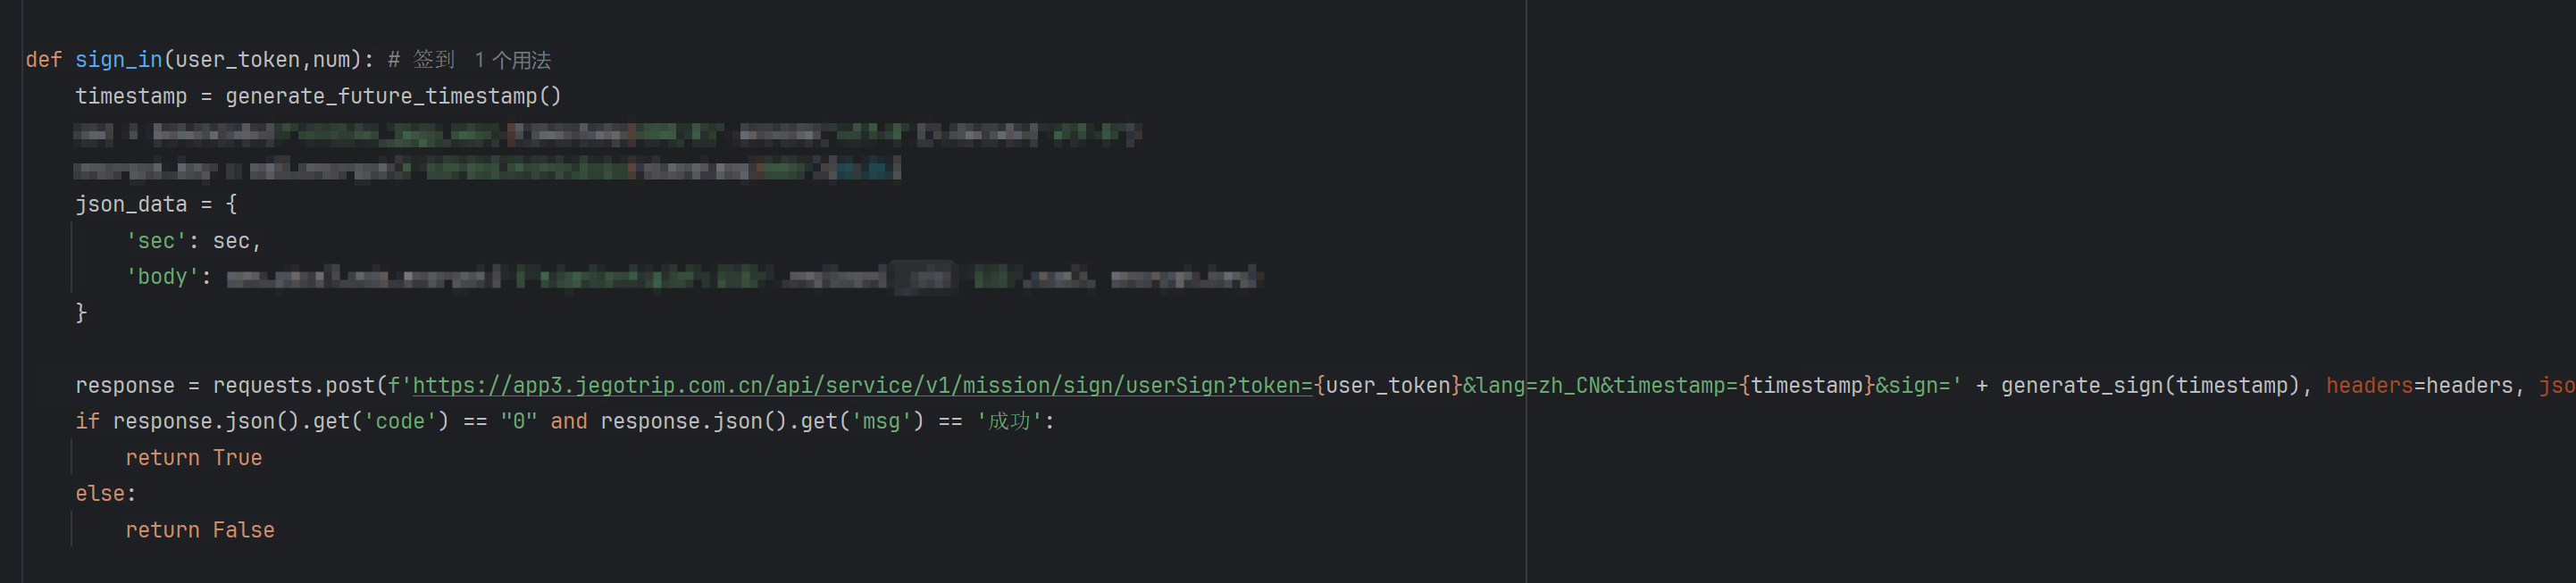 def sign_in(user_token,num): # 签到 1 个用法
timestamp = generate_future_timestamp()
json_data = {
'sec': sec,
'body':
}
response = requests.post(f'https://app3.jegotrip.com.cn/api/service/v1/mission/sign/userSign?token={user_token}&lang=zh_CN&timestamp={timestamp}&sign=' + generate_sign(timestamp), headers=headers, jso
if response.json().get('code') == "0" and response.json().get('msg') == '成功':
return True
else:
return False